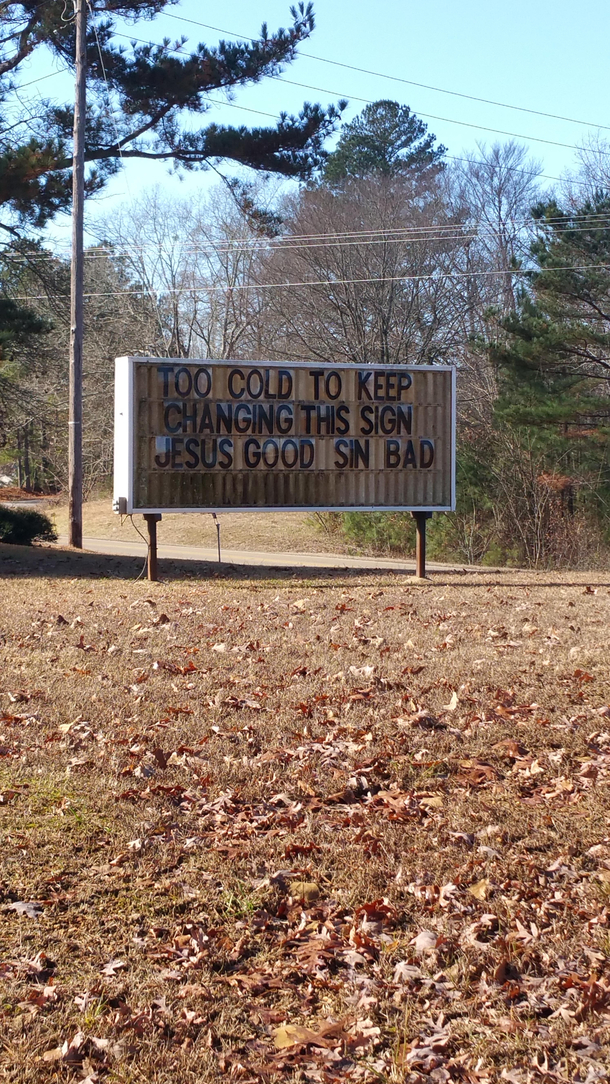 TOO COLD TO KEEP
CHANGING THIS SIGN
JESUS GOOD SIN BAD